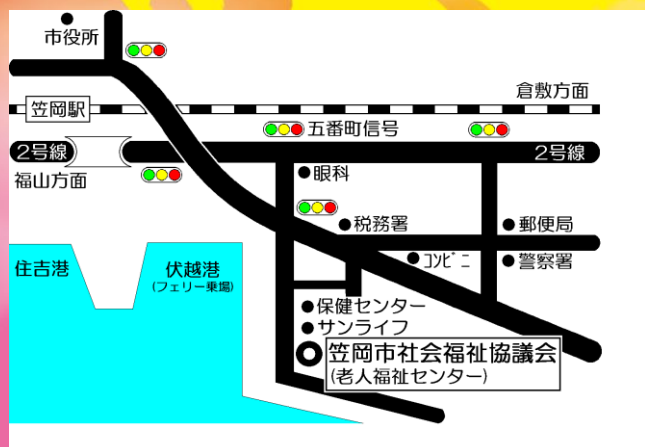 市役所
倉敷方面
笠岡駅
五番町信号
2号線
2号線
福山方面
眼科
税務署
郵便局
住吉港
伏越港
(フェリー乗場)
コンビニ
警察署
保健センター
サンライフ
笠岡市社会福祉協議会
(老人福祉センター)